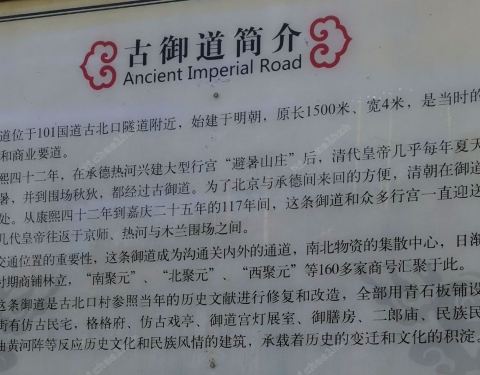 古御道简介
Ancient Imperial Road
道位于101国道古北口隧道附近，始建于明朝，原长1500米、宽4米，是当时的
和商业要道。
熙四十二年，在承德热河兴建大型行宫“避暑山庄”后，清代皇帝几乎每年夏天
暑，并到围场秋狄，都经过古御道。为了北京与承德间来回的方便，清朝在御道
处。从康熙四十二年到嘉庆二十五年的117年间，这条御道和众多行宫一直迎送
几代皇帝往返于京师、热河与木兰围场之间。
交通位置的重要性，这条御道成为沟通关内外的通道，南北物资的集散中心，日渐
时期商铺林立，“南聚元”、“北聚元”、“西聚元”等160多家商号汇聚于此。
这条御道是古北口村参照当年的历史文献进行修复和改造，全部用青石板铺设
街有仿古民宅，格格府、仿古戏亭、御道宫灯展室、御膳房、二郎庙、民族民
曲黄河阵等反应历史文化和民族风情的建筑，承载着历史的变迁和文化的积淀。